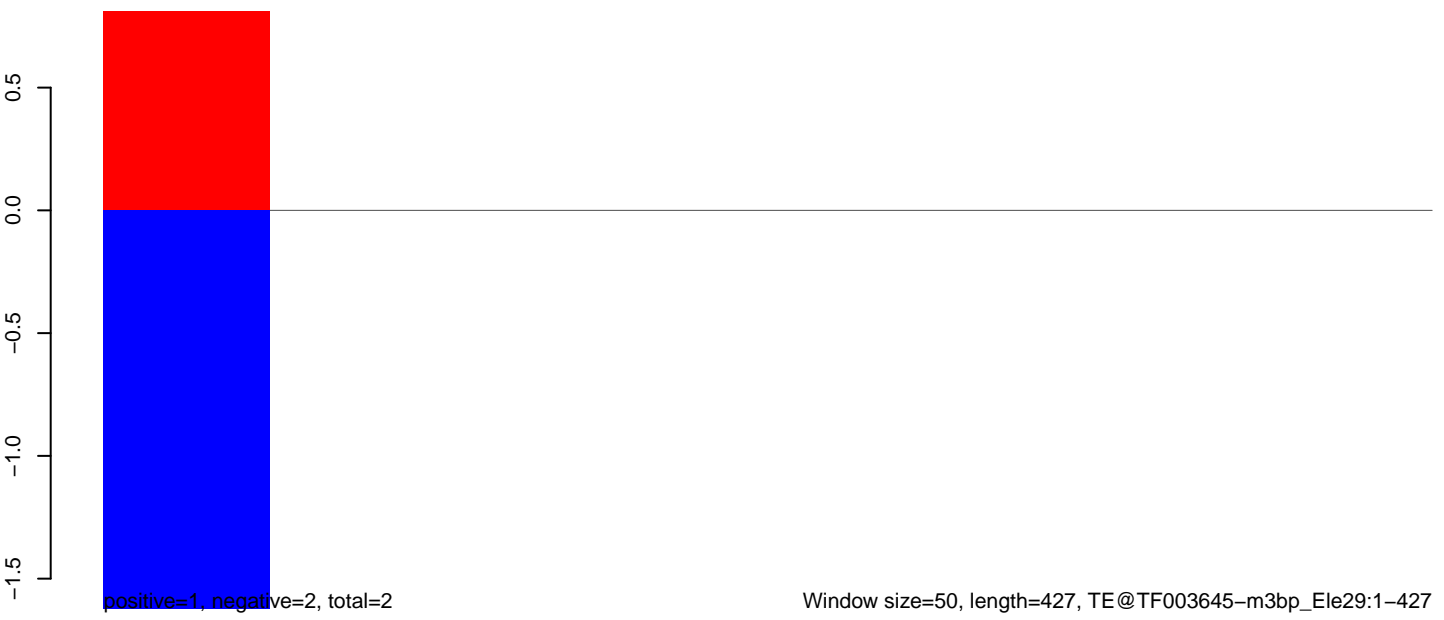 0.5
0.0
−0.5
−1.0
−1.5
positive=1, negative=2, total=2
Window size=50, length=427, TE@TF003645−m3bp_Ele29:1−427